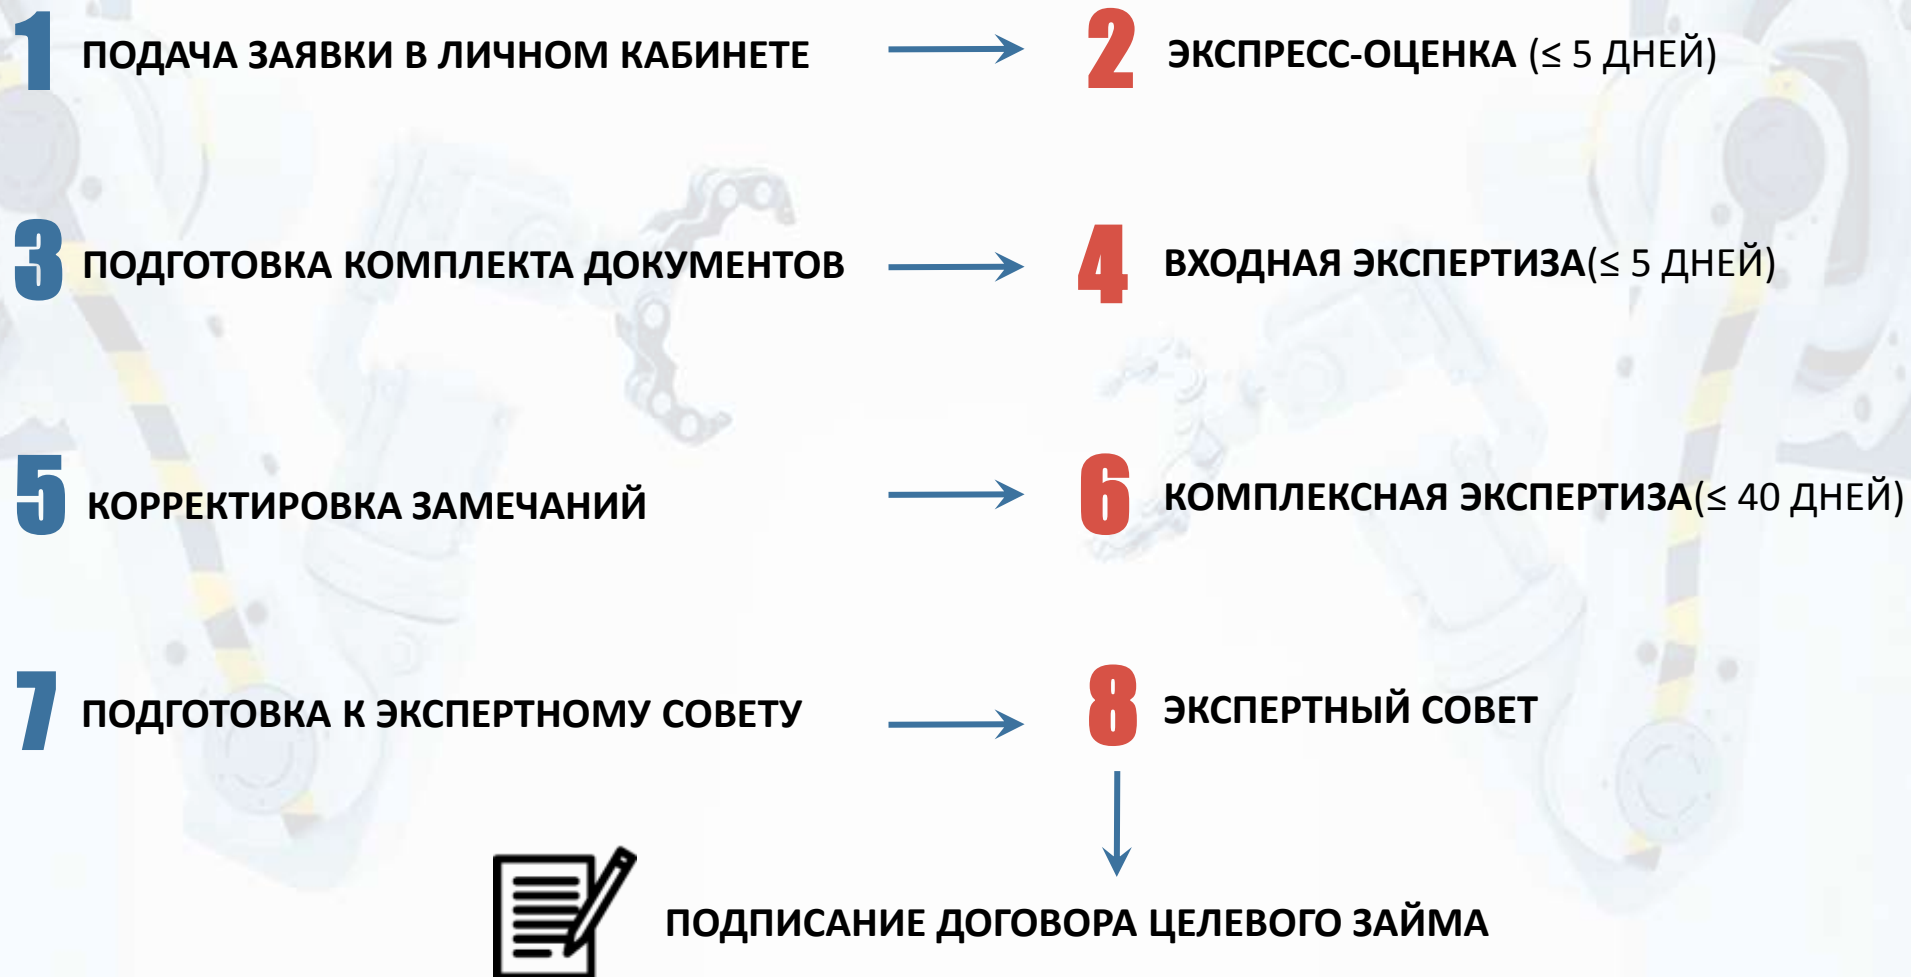 1 ПОДАЧА ЗАЯВКИ В ЛИЧНОМ КАБИНЕТЕ
2 ЭКСПРЕСС-ОЦЕНКА (≤ 5 ДНЕЙ)
3 ПОДГОТОВКА КОМПЛЕКТА ДОКУМЕНТОВ
4 ВХОДНАЯ ЭКСПЕРТИЗА(≤ 5 ДНЕЙ)
5 КОРРЕКТИРОВКА ЗАМЕЧАНИЙ
6 КОМПЛЕКСНАЯ ЭКСПЕРТИЗА(≤ 40 ДНЕЙ)
7 ПОДГОТОВКА К ЭКСПЕРТНОМУ СОВЕТУ
8 ЭКСПЕРТНЫЙ СОВЕТ
ПОДПИСАНИЕ ДОГОВОРА ЦЕЛЕВОГО ЗАЙМА